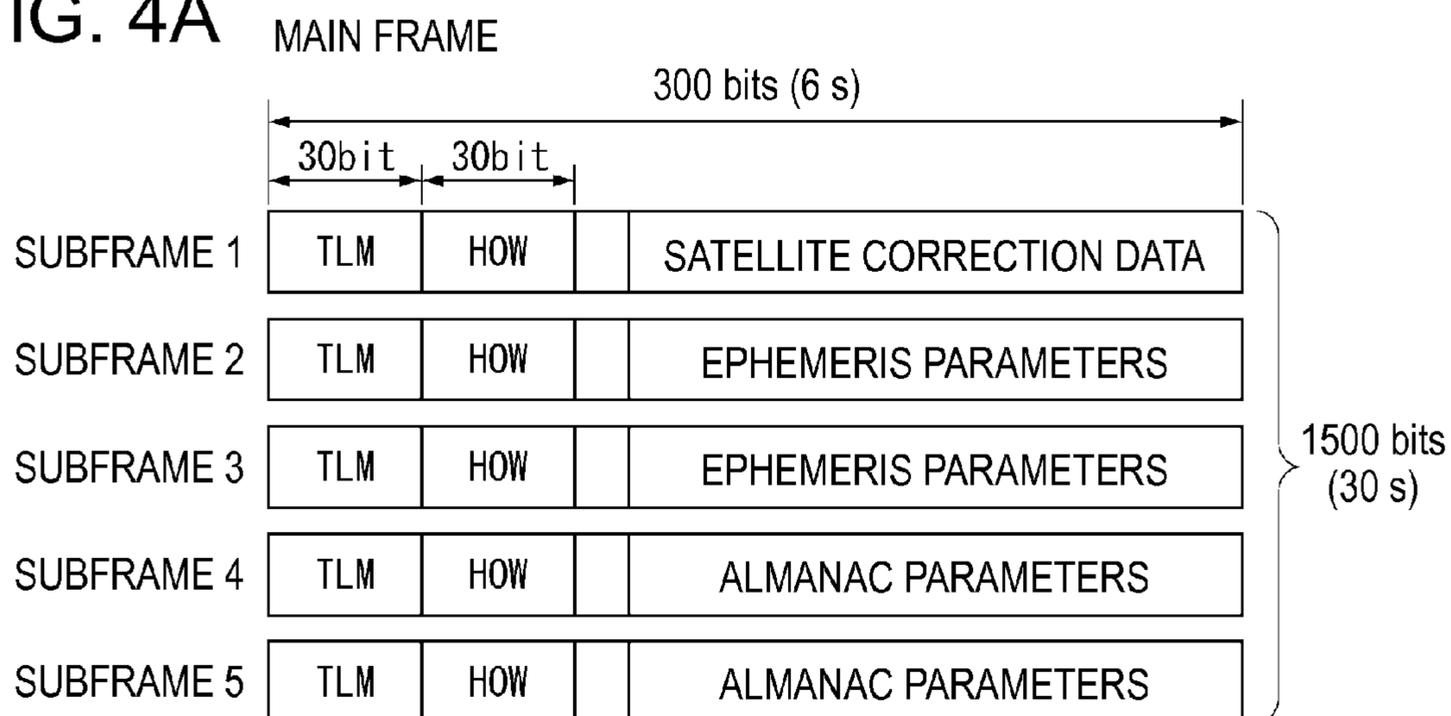 IG. 4A
MAIN FRAME
300 bits (6 s)
30bit 30bit
SUBFRAME 1 TLM HOW SATELLITE CORRECTION DATA
SUBFRAME 2 TLM HOW EPHEMERIS PARAMETERS
SUBFRAME 3 TLM HOW EPHEMERIS PARAMETERS
1500 bits
(30 s)
SUBFRAME 4 TLM HOW ALMANAC PARAMETERS
SUBFRAME 5 TLM HOW ALMANAC PARAMETERS